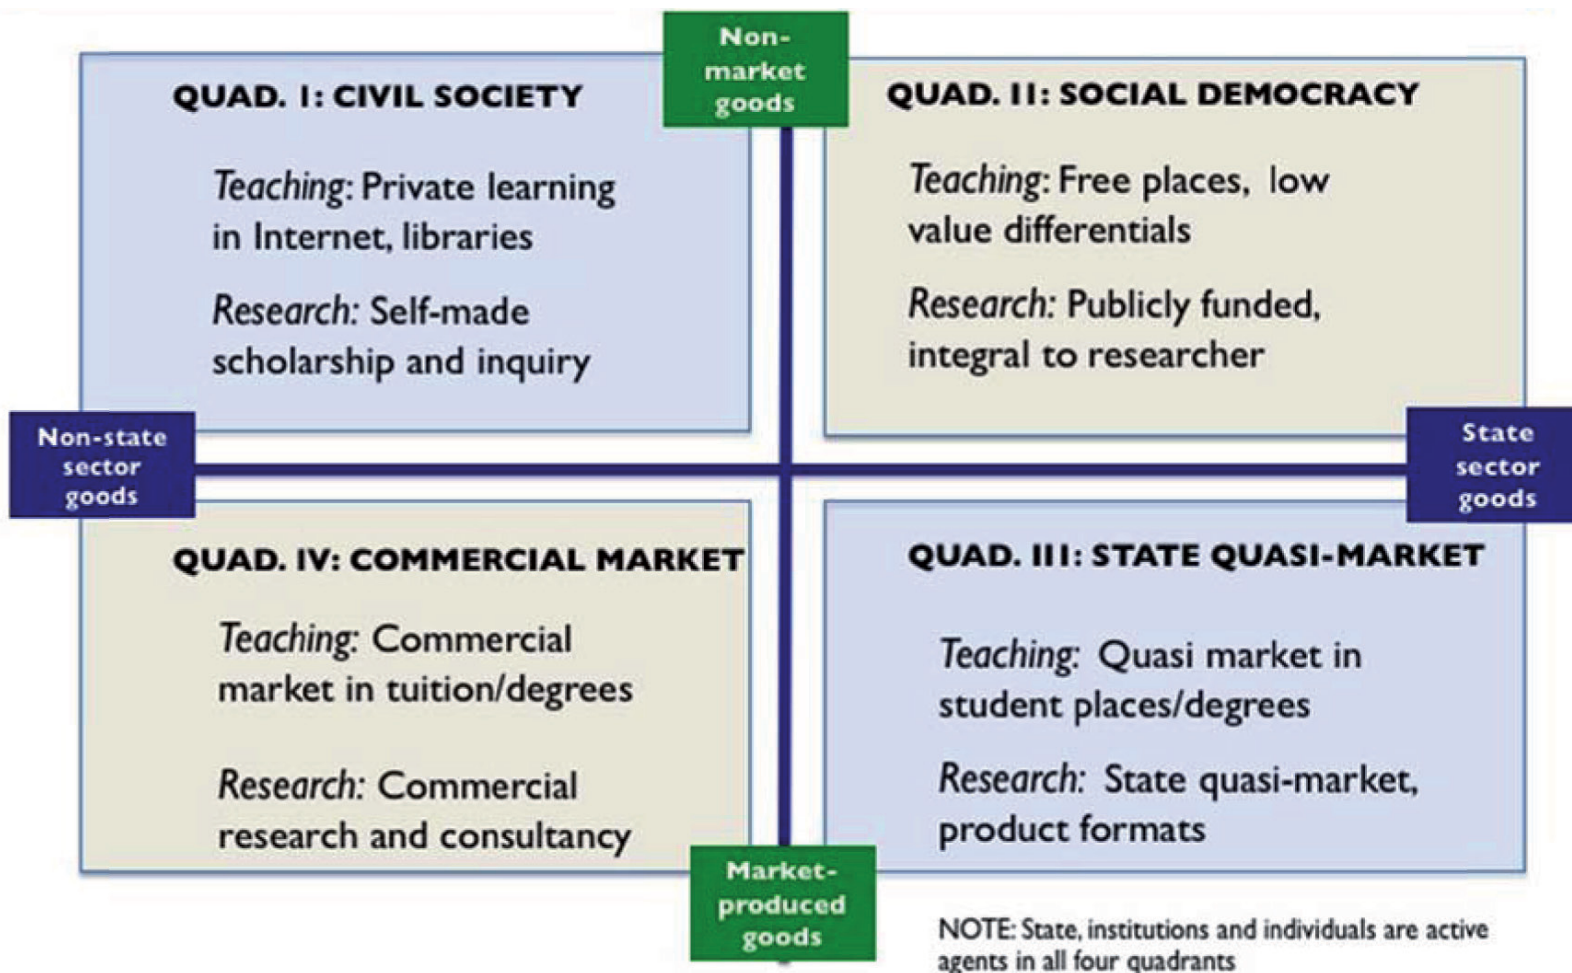 Non-
market
goods
QUAD. I: CIVIL SOCIETY
Teaching: Private learning
in Internet, libraries
Research: Self-made
scholarship and inquiry
QUAD. II: SOCIAL DEMOCRACY
Teaching: Free places, low
value differentials
Research: Publicly funded,
integral to researcher
Non-state
sector
goods
State
sector
goods
QUAD. IV: COMMERCIAL MARKET
Teaching: Commercial
market in tuition/degrees
Research: Commercial
research and consultancy
QUAD. III: STATE QUASI-MARKET
Teaching: Quasi market in
student places/degrees
Research: State quasi-market,
product formats
Market-
produced
goods
NOTE: State, institutions and individuals are active
agents in all four quadrants